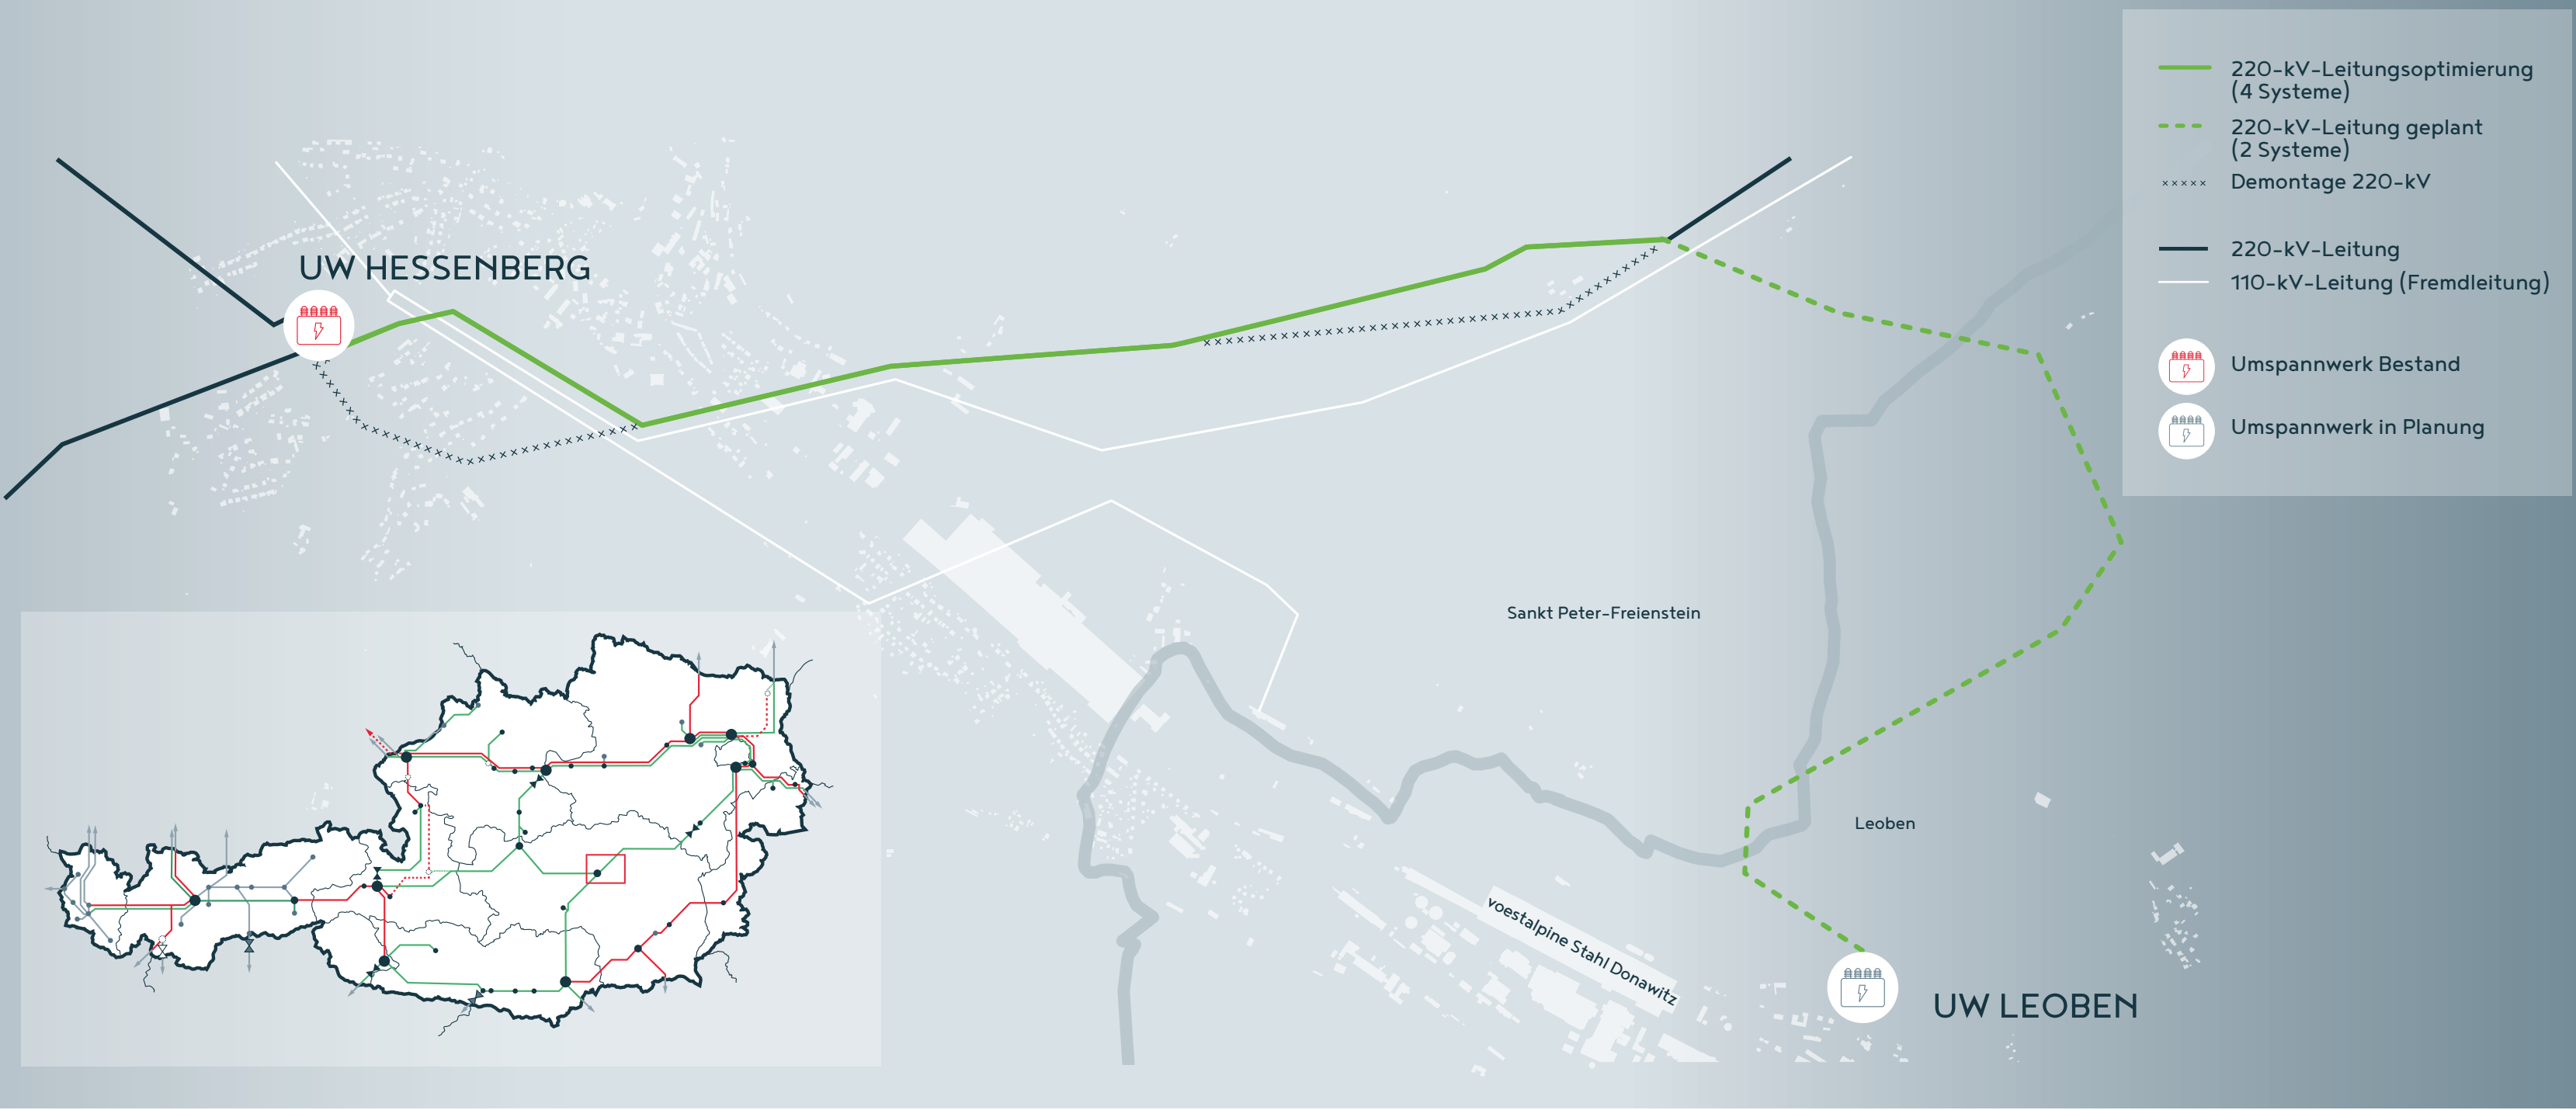 220-kV-Leitungsoptimierung
(4 Systeme)
220-kV-Leitung geplant
(2 Systeme)
Demontage 220-kV
220-kV-Leitung
110-kV-Leitung (Fremdleitung)
Umspannwerk Bestand
Umspannwerk in Planung
UW HESSENBERG
Sankt Peter-Freienstein
Leoben
voestalpine Stahl Donawitz
UW LEOBEN